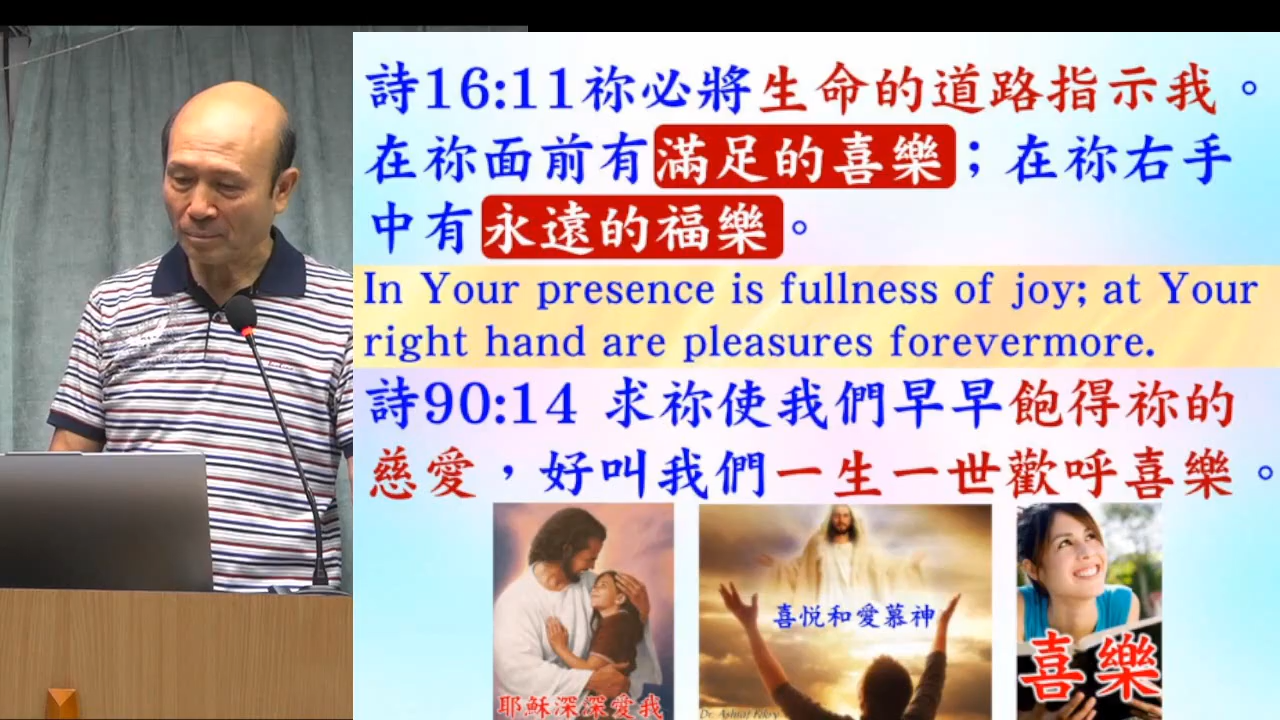 詩16:11祢必將生命的道路指示我。
在祢面前有滿足的喜樂；在祢右手
中有永遠的福樂。
In Your presence is fullness of joy; at Your
right hand are pleasures forevermore.
詩90:14 求祢使我們早早飽得祢的
慈愛，好叫我們一生一世歡呼喜樂。
耶穌深深愛我
喜悅和愛慕神
Dr. Ashraf Fekry
喜樂